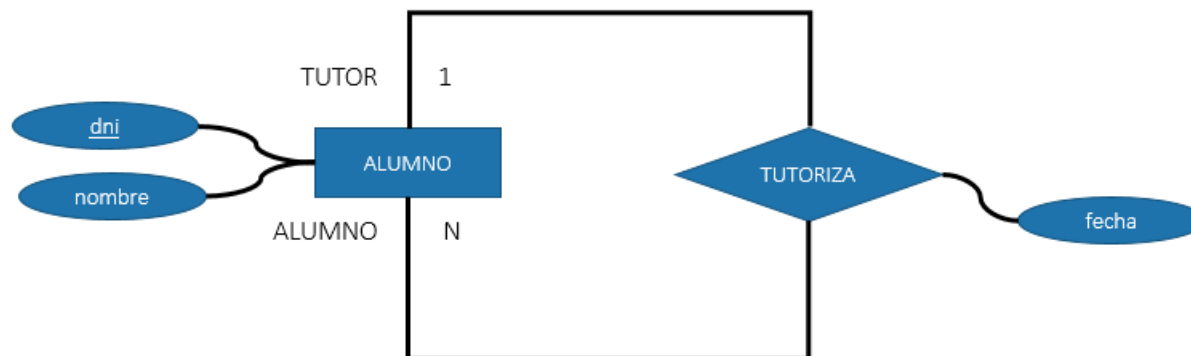 TUTOR 1
dni
ALUMNO
TUTORIZA
nombre
fecha
ALUMNO N